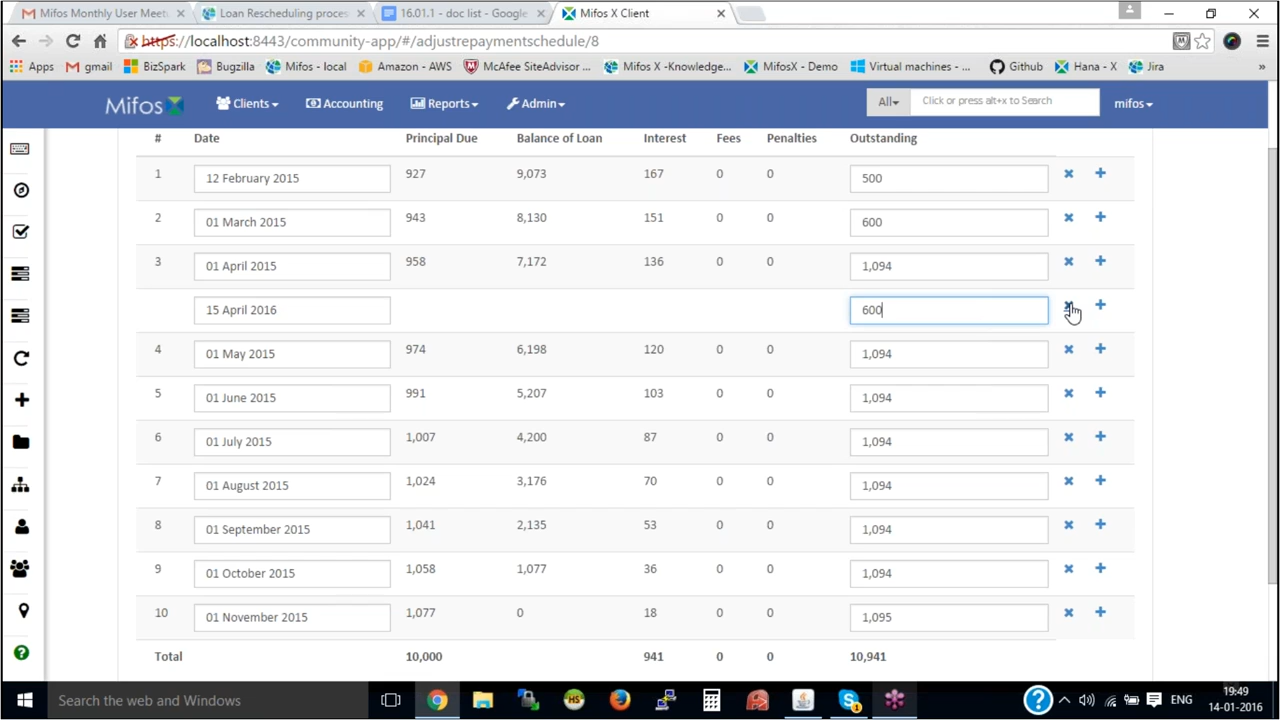 Mifos Monthly User Meetu
Loan Rescheduling proces
16.01.1 - doc list - Google
Mifos X Client
https://localhost:8443/community-app/#/adjustrepaymentschedule/8
Apps gmail BizSpark Bugzilla Mifos - local Amazon - AWS McAfee SiteAdvisor ... Mifos X -Knowledge... MifosX - Demo Virtual machines - ... Github Hana - X Jira »
Mifos Clients Accounting Reports Admin All Click or press alt+x to Search mifos
# Date Principal Due Balance of Loan Interest Fees Penalties Outstanding
1 12 February 2015 927 9,073 167 0 0 500
2 01 March 2015 943 8,130 151 0 0 600
3 01 April 2015 958 7,172 136 0 0 1,094
15 April 2016 600
4 01 May 2015 974 6,198 120 0 0 1,094
5 01 June 2015 991 5,207 103 0 0 1,094
6 01 July 2015 1,007 4,200 87 0 0 1,094
7 01 August 2015 1,024 3,176 70 0 0 1,094
8 01 September 2015 1,041 2,135 53 0 0 1,094
9 01 October 2015 1,058 1,077 36 0 0 1,094
10 01 November 2015 1,077 0 18 0 0 1,095
Total 10,000 941 0 0 10,941
Search the web and Windows
HS
ENG
19:49
14-01-2016